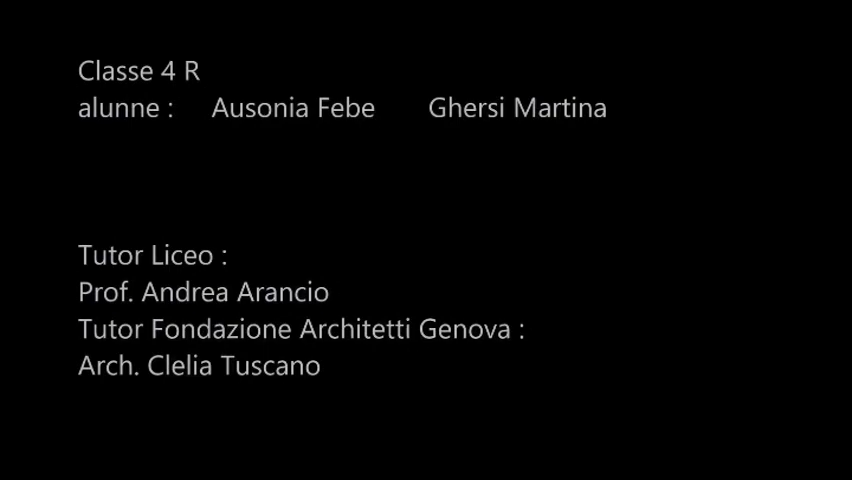 Classe 4 R
alunne : Ausonia Febe Ghersi Martina
Tutor Liceo :
Prof. Andrea Arancio
Tutor Fondazione Architetti Genova :
Arch. Clelia Tuscano